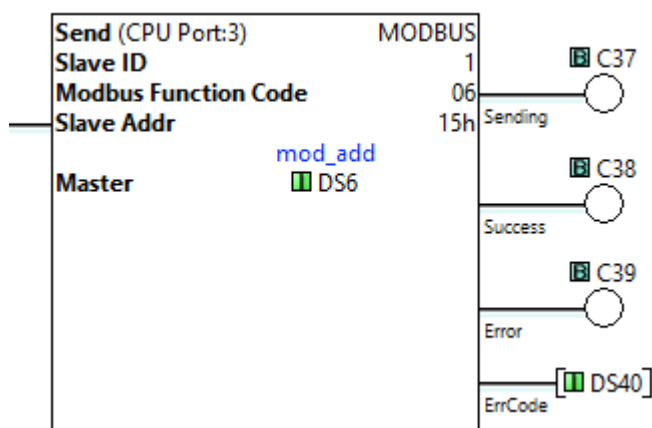 Send (CPU Port:3) MODBUS
Slave ID 1
B C37
Modbus Function Code 06
Sending
Slave Addr 15h
mod_add
B C38
Master DS6
Success
B C39
Error
DS40
ErrCode